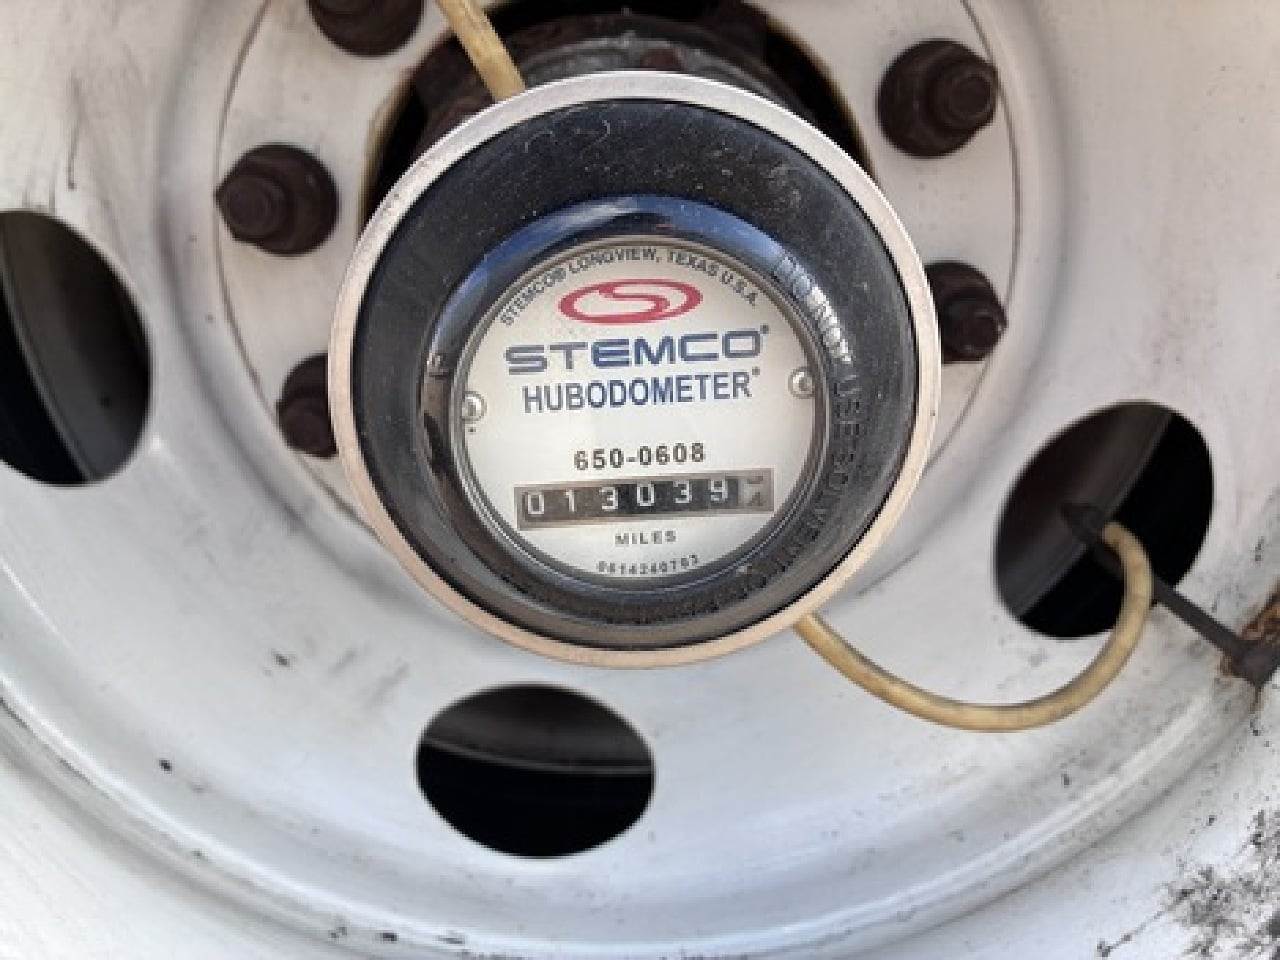 STEMCO® LONGVIEW, TEXAS U.S.A.
STEMCO®
HUBODOMETER®
650-0608
013039
MILES